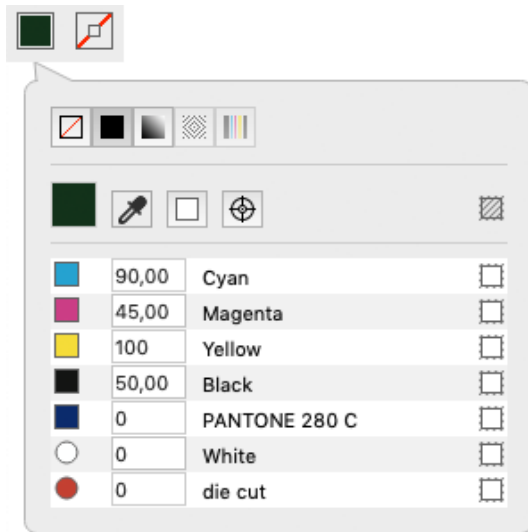 90,00 Cyan
45,00 Magenta
100 Yellow
50,00 Black
0 PANTONE 280 C
0 White
0 die cut